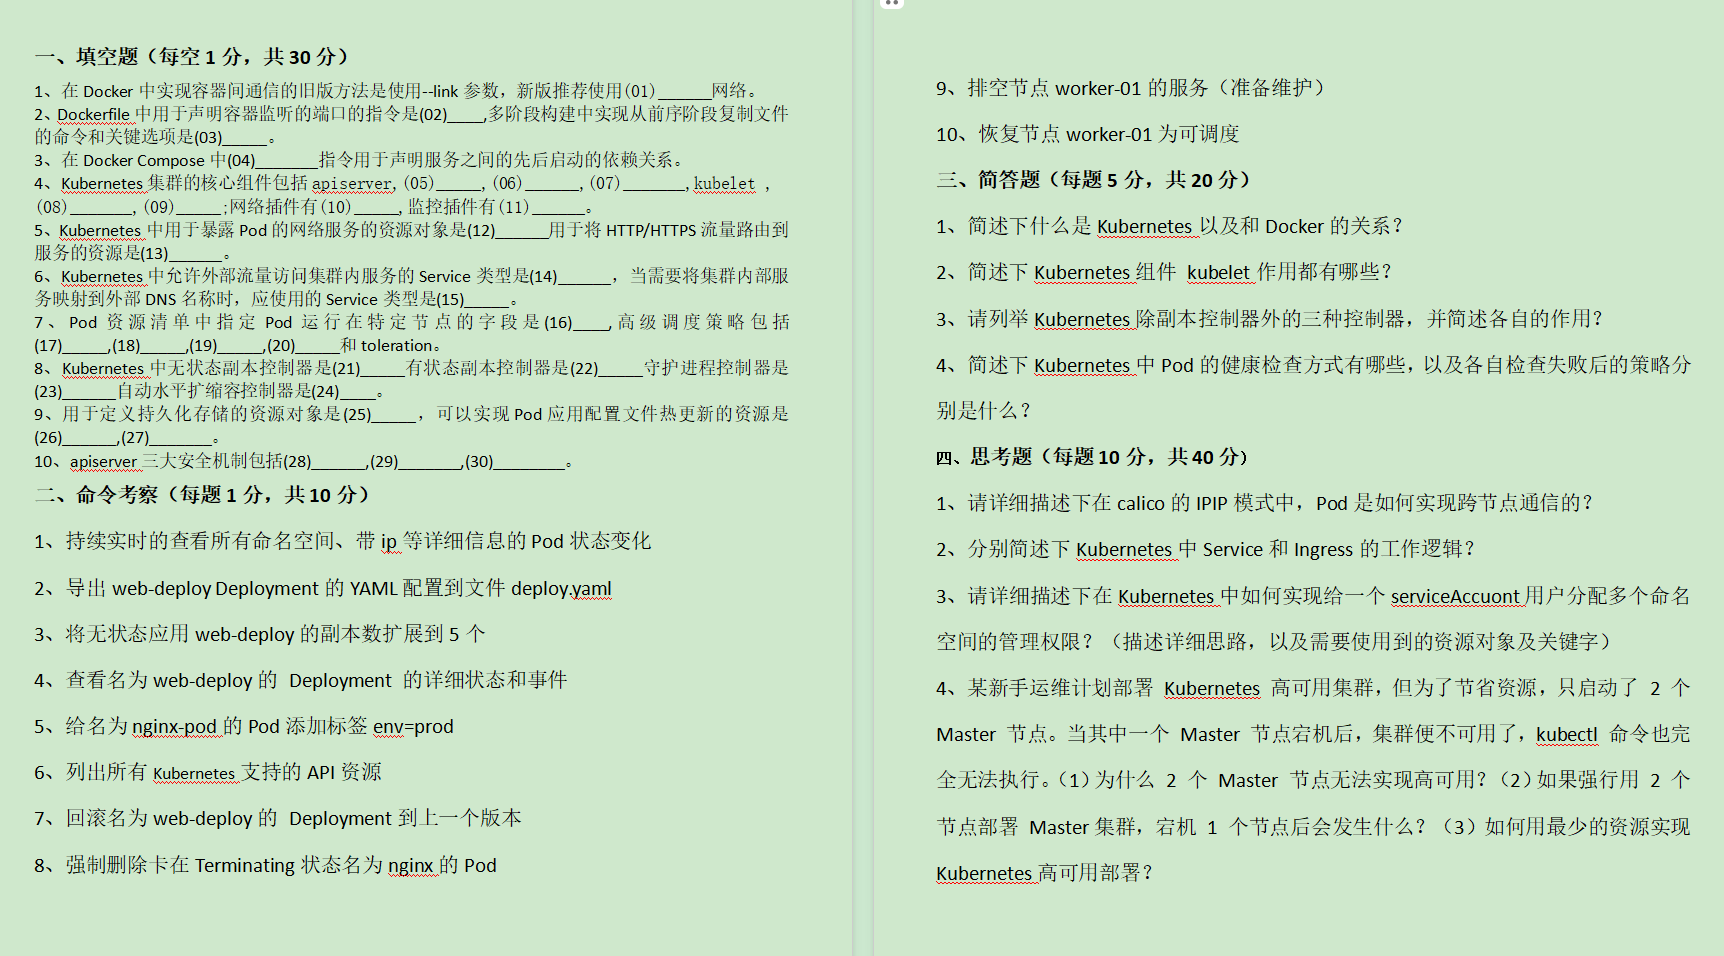 一、填空题（每空 1 分，共 30 分）
1、在 Docker 中实现容器间通信的旧版方法是使用--link 参数，新版推荐使用(01)______网络。
2、Dockerfile 中用于声明容器监听的端口的指令是(02)____,多阶段构建中实现从前序阶段复制文件
的命令和关键选项是(03)_____。
3、在 Docker Compose 中(04)_______指令用于声明服务之间的先后启动的依赖关系。
4、Kubernetes 集群的核心组件包括 apiserver,(05)_____,(06)______,(07)_______,kubelet ,
(08)_______,(09)_____;网络插件有(10)_____,监控插件有(11)______。
5、Kubernetes 中用于暴露 Pod 的网络服务的资源对象是(12)______用于将 HTTP/HTTPS 流量路由到
服务的资源是(13)______。
6、Kubernetes 中允许外部流量访问集群内服务的 Service 类型是(14)______，当需要将集群内部服
务映射到外部 DNS 名称时，应使用的 Service 类型是(15)_____。
7、Pod 资源清单中指定 Pod 运行在特定节点的字段是(16)____,高级调度策略包括
(17)_____,(18)_____,(19)_____,(20)_____和 toleration。
8、Kubernetes 中无状态副本控制器是(21)_____有状态副本控制器是(22)_____守护进程控制器是
(23)______自动水平扩缩容控制器是(24)____。
9、用于定义持久化存储的资源对象是(25)_____，可以实现 Pod 应用配置文件热更新的资源是
(26)______,(27)_______。
10、apiserver 三大安全机制包括(28)______,(29)_______,(30)________。
二、命令考察（每题 1 分，共 10 分）
1、持续实时的查看所有命名空间、带 ip 等详细信息的 Pod 状态变化
2、导出 web-deploy Deployment 的 YAML 配置到文件 deploy.yaml
3、将无状态应用 web-deploy 的副本数扩展到 5 个
4、查看名为 web-deploy 的 Deployment 的详细状态和事件
5、给名为 nginx-pod 的 Pod 添加标签 env=prod
6、列出所有 Kubernetes 支持的 API 资源
7、回滚名为 web-deploy 的 Deployment 到上一个版本
8、强制删除卡在 Terminating 状态名为 nginx 的 Pod
9、排空节点 worker-01 的服务（准备维护）
10、恢复节点 worker-01 为可调度
三、简答题（每题 5 分，共 20 分）
1、简述下什么是 Kubernetes 以及和 Docker 的关系？
2、简述下 Kubernetes 组件 kubelet 作用都有哪些？
3、请列举 Kubernetes 除副本控制器外的三种控制器，并简述各自的作用？
4、简述下 Kubernetes 中 Pod 的健康检查方式有哪些，以及各自检查失败后的策略分
别是什么？
四、思考题（每题 10 分，共 40 分）
1、请详细描述下在 calico 的 IPIP 模式中，Pod 是如何实现跨节点通信的？
2、分别简述下 Kubernetes 中 Service 和 Ingress 的工作逻辑？
3、请详细描述下在 Kubernetes 中如何实现给一个 serviceAccuont 用户分配多个命名
空间的管理权限？（描述详细思路，以及需要使用到的资源对象及关键字）
4、某新手运维计划部署 Kubernetes 高可用集群，但为了节省资源，只启动了 2 个
Master 节点。当其中一个 Master 节点宕机后，集群便不可用了，kubectl 命令也完
全无法执行。（1）为什么 2 个 Master 节点无法实现高可用？（2）如果强行用 2 个
节点部署 Master 集群，宕机 1 个节点后会发生什么？（3）如何用最少的资源实现
Kubernetes 高可用部署？